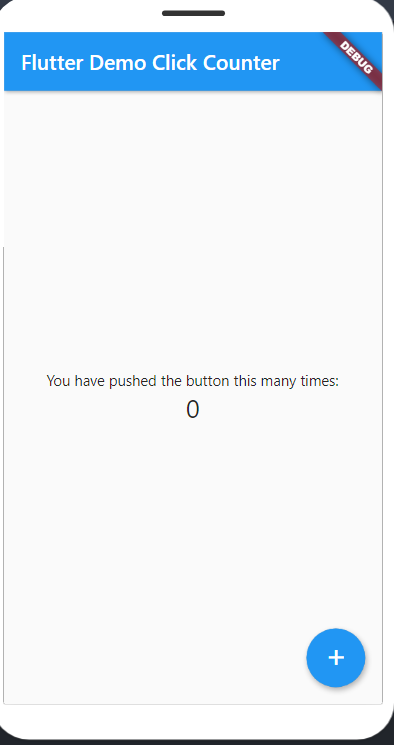 Flutter Demo Click Counter
DEBUG
You have pushed the button this many times:
0
+